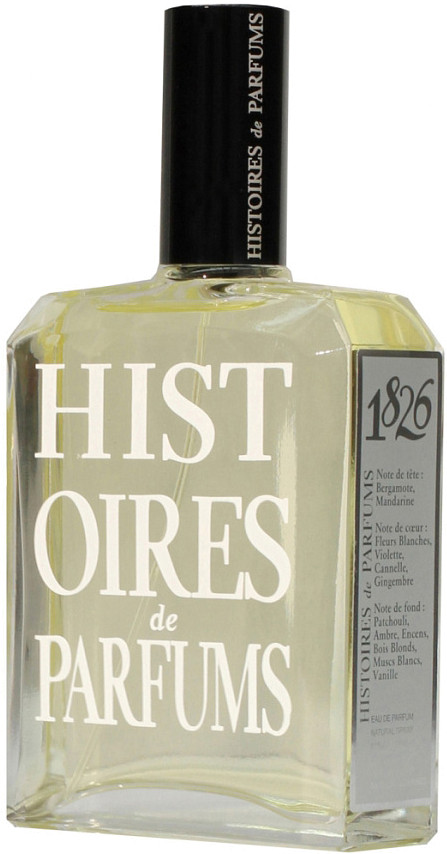 HISTOIRES de PARFUMS
HIST
OIRES
de
PARFUMS
HISTOIRES de PARFUMS
1826
Note de tête :
Bergamote,
Mandarine
Note de cœur :
Fleurs Blanches,
Violette,
Cannelle,
Gingembre
Note de fond :
Patchouli,
Ambre, Encens,
Bois Blonds,
Muscs Blancs,
Vanille
EAU DE PARFUM
NATURAL SPRAY